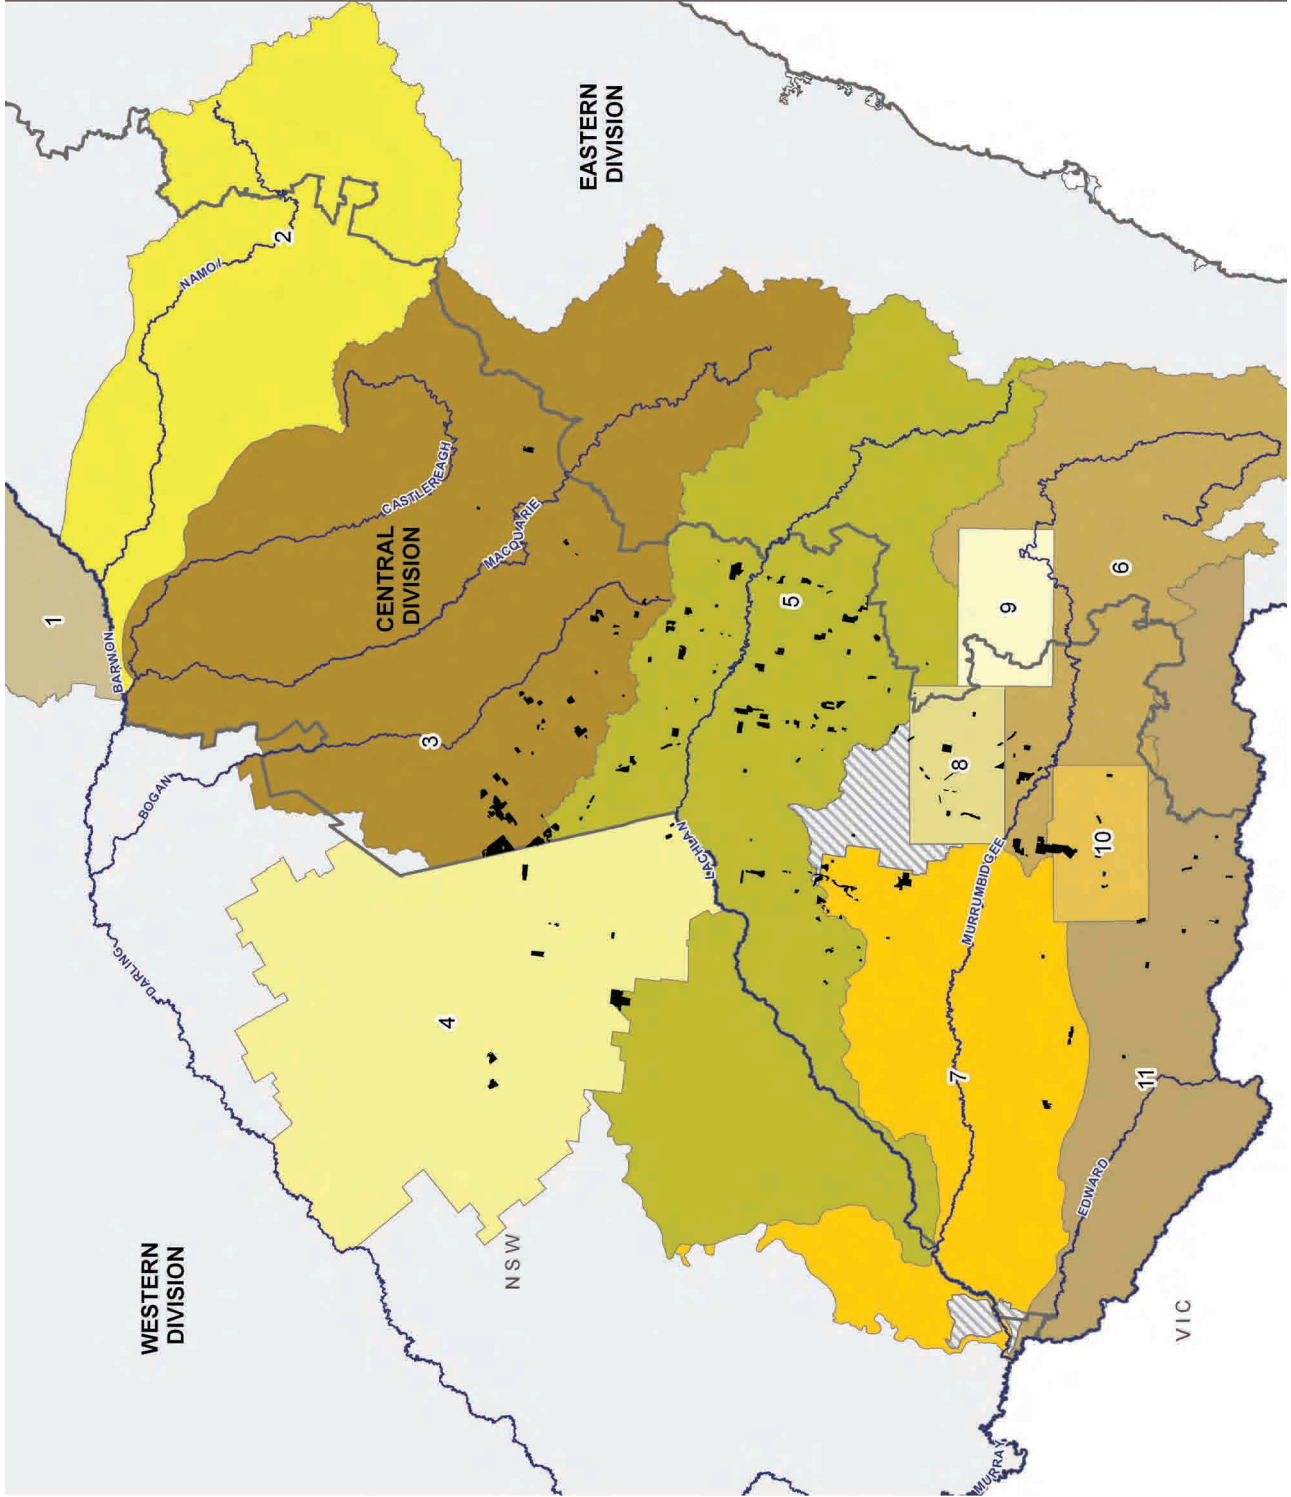 WESTERN
DIVISION
DARLING
BOGAN
BARWON
1
NAMOI
2
CASTLEREAGH
CENTRAL
DIVISION
MACQUARIE
3
4
NSW
EASTERN
DIVISION
LACHLAN
5
MURRUMBIDGEE
7
8
9
6
10
11
EDWARD
MURRAY
VIC